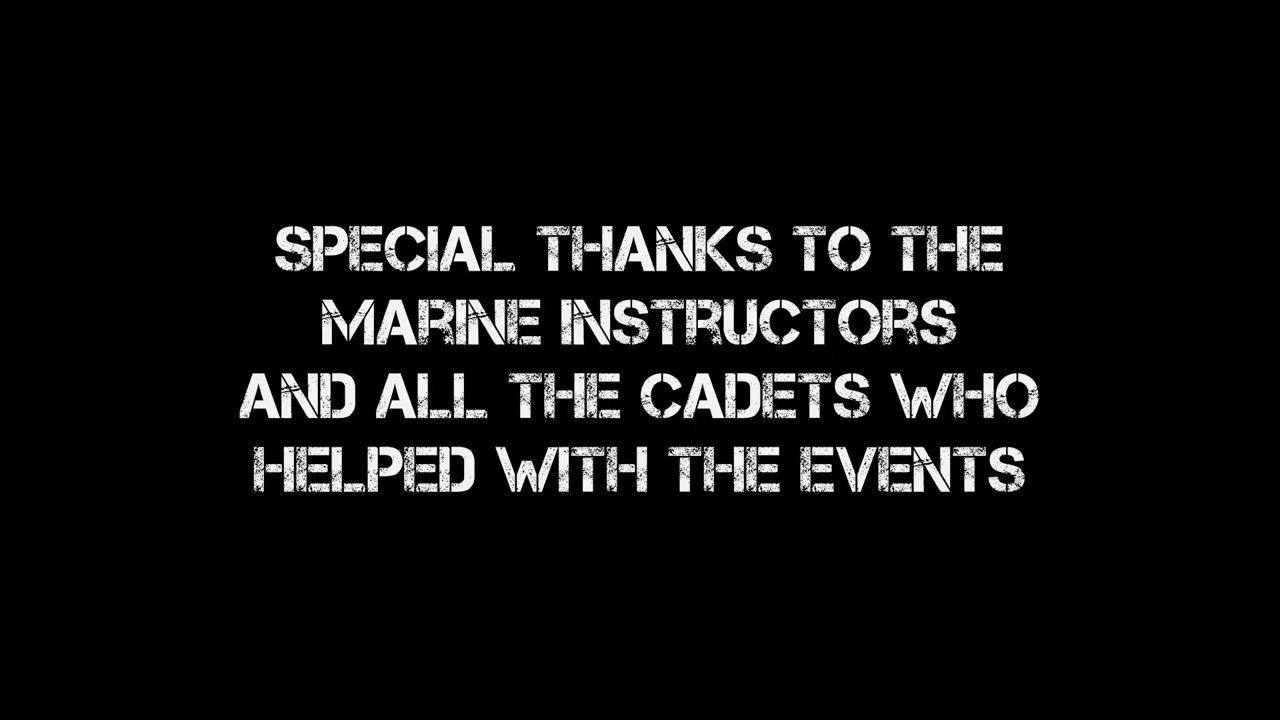 SPECIAL THANKS TO THE
MARINE INSTRUCTORS
AND ALL THE CADETS WHO
HELPED WITH THE EVENTS